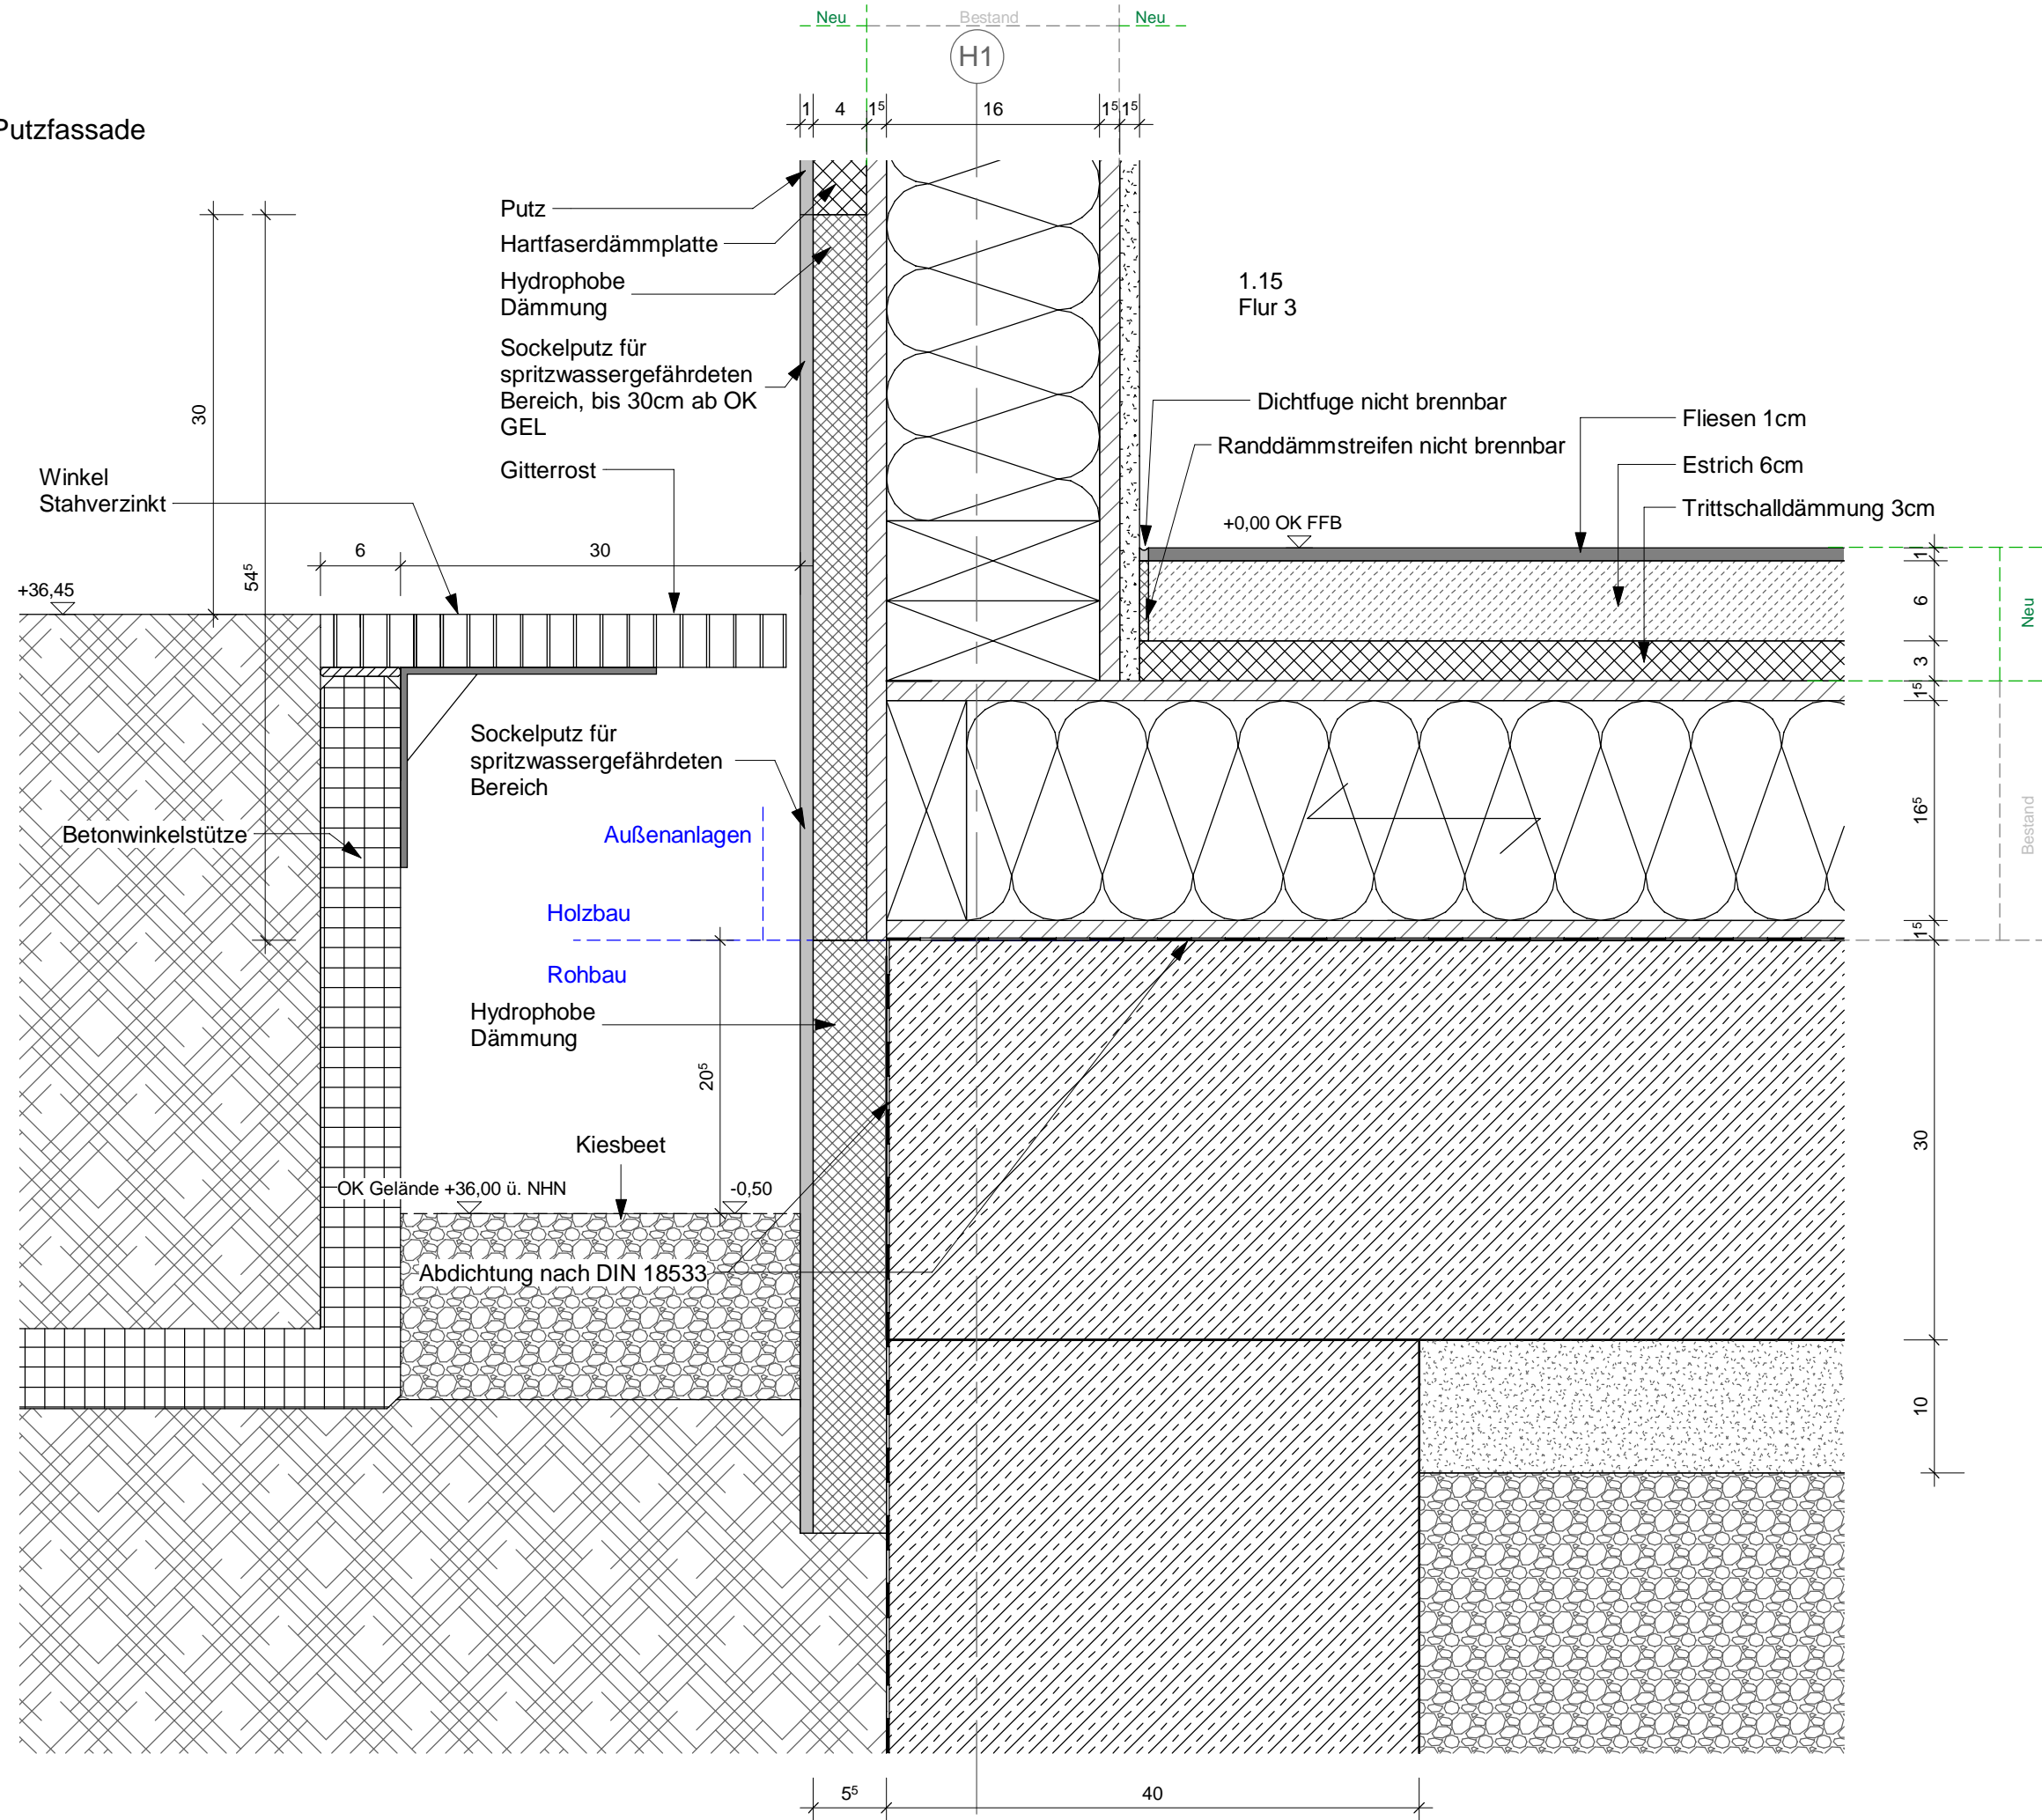 Neu
Bestand
Neu
H1
1
4
1⁵
16
1⁵
1⁵
Putzfassade
Putz
Hartfaserdämmplatte
Hydrophobe
Dämmung
Sockelputz für
spritzwassergefährdeten
Bereich, bis 30cm ab OK
GEL
Gitterrost
1.15
Flur 3
Dichtfuge nicht brennbar
Randdämmstreifen nicht brennbar
Fliesen 1cm
Estrich 6cm
Trittschalldämmung 3cm
+0,00 OK FFB
30
54⁵
Winkel
Stahverzinkt
6
30
+36,45
1
6
3
1⁵
16⁵
1⁵
30
10
Neu
Bestand
Sockelputz für
spritzwassergefährdeten
Bereich
Betonwinkelstütze
Außenanlagen
Holzbau
Rohbau
Hydrophobe
Dämmung
20⁵
Kiesbeet
OK Gelände +36,00 ü. NHN
-0,50
Abdichtung nach DIN 18533
5⁵
40